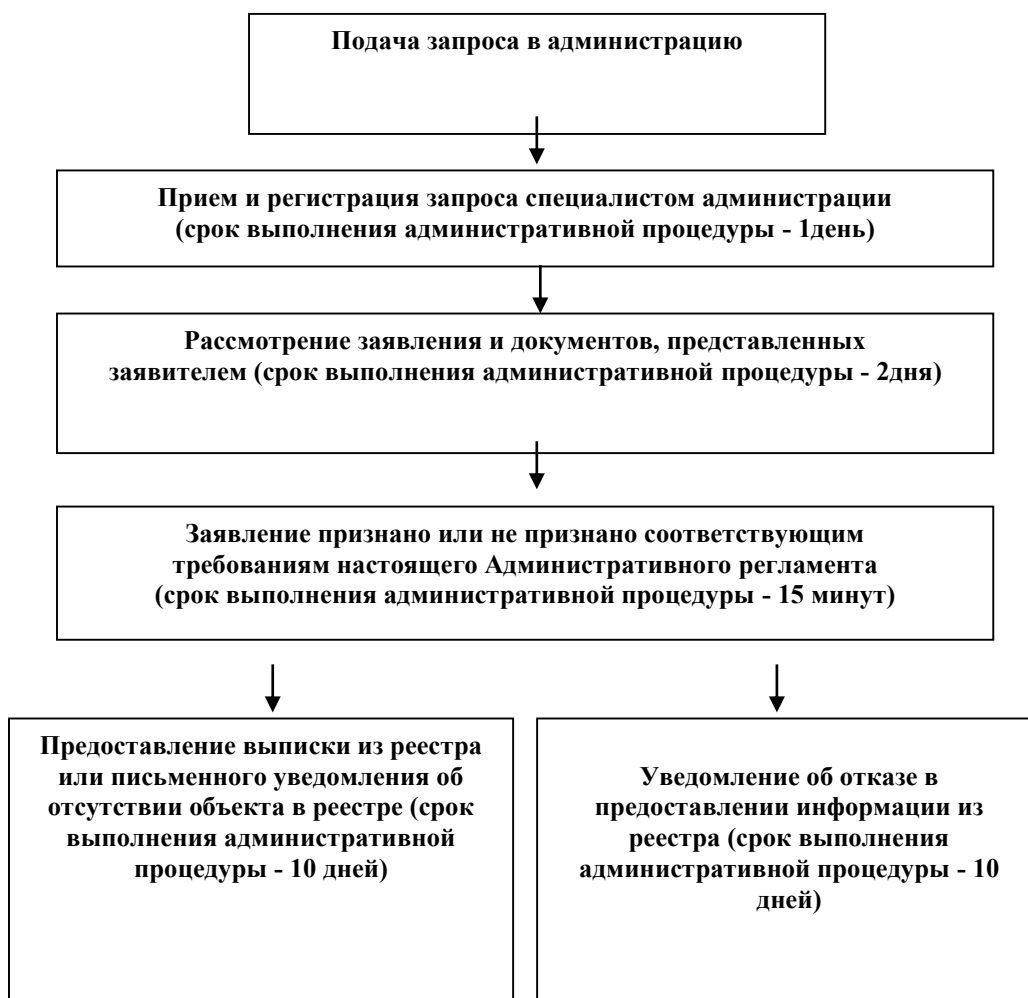 Подача запроса в администрацию
Прием и регистрация запроса специалистом администрации
(срок выполнения административной процедуры - 1день)
Рассмотрение заявления и документов, представленных
заявителем (срок выполнения административной процедуры - 2дня)
Заявление признано или не признано соответствующим
требованиям настоящего Административного регламента
(срок выполнения административной процедуры - 15 минут)
Предоставление выписки из реестра
или письменного уведомления об
отсутствии объекта в реестре (срок
выполнения административной
процедуры - 10 дней)
Уведомление об отказе в
предоставлении информации из
реестра (срок выполнения
административной процедуры - 10
дней)